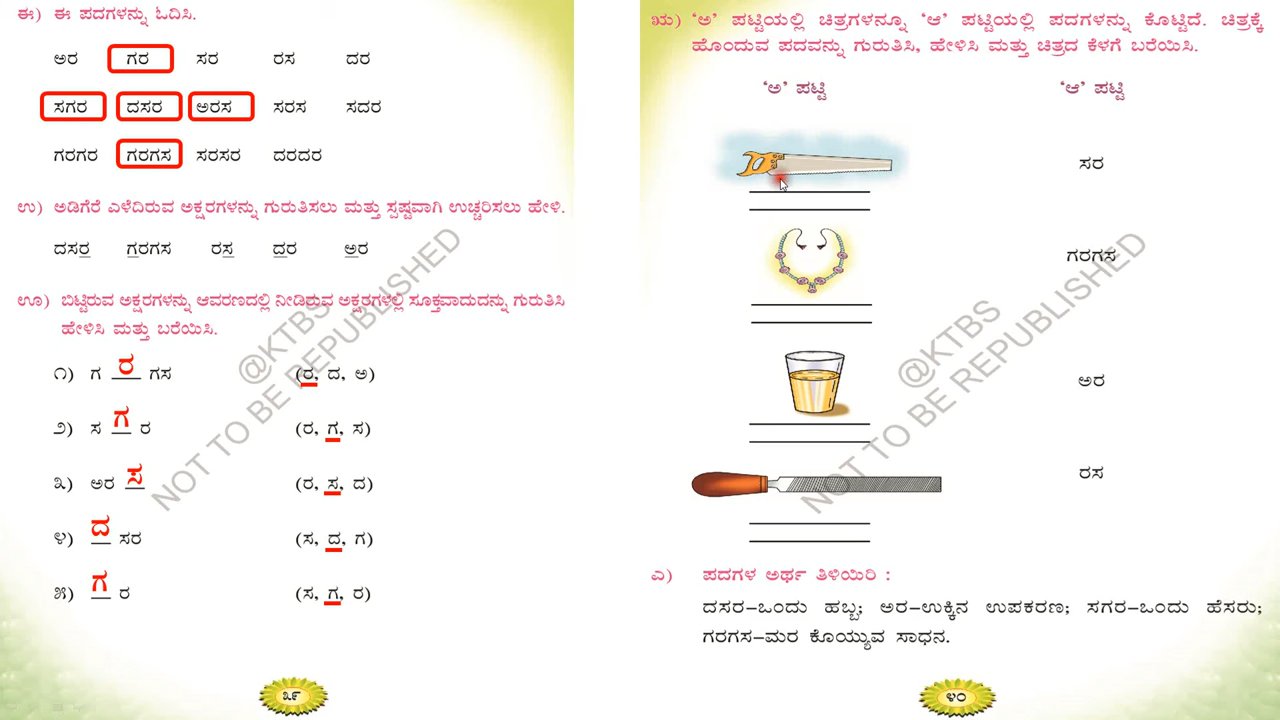 ಈ) ಈ ಪದಗಳನ್ನು ಓದಿಸಿ.
ಅರ ಗರ ಸರ ರಸ ದರ
ಸಗರ ದಸರ ಅರಸ ಸರಸ ಸದರ
ಗರಗರ ಗರಗಸ ಸರಸರ ದರದರ
ಉ) ಅಡಿಗೆರೆ ಎಳೆದಿರುವ ಅಕ್ಷರಗಳನ್ನು ಗುರುತಿಸಲು ಮತ್ತು ಸ್ಪಷ್ಟವಾಗಿ ಉಚ್ಚರಿಸಲು ಹೇಳಿ.
ದಸರ ಗರಗಸ ರಸ ದರ ಅರ
ಊ) ಬಿಟ್ಟಿರುವ ಅಕ್ಷರಗಳನ್ನು ಆವರಣದಲ್ಲಿ ನೀಡಿರುವ ಅಕ್ಷರಗಳಲ್ಲಿ ಸೂಕ್ತವಾದುದನ್ನು ಗುರುತಿಸಿ
ಹೇಳಿಸಿ ಮತ್ತು ಬರೆಯಿಸಿ.
೧) ಗ ರ ಗಸ (ರ, ದ, ಅ)
೨) ಸ ಗ ರ (ರ, ಗ, ಸ)
೩) ಅರ ಸ (ರ, ಸ, ದ)
೪) ದ ಸರ (ಸ, ದ, ಗ)
೫) ಗ ರ (ಸ, ಗ, ರ)
@KTBS
NOT TO BE REPUBLISHED
೩೯
ಋ) ‘ಅ’ ಪಟ್ಟಿಯಲ್ಲಿ ಚಿತ್ರಗಳನ್ನೂ ‘ಆ’ ಪಟ್ಟಿಯಲ್ಲಿ ಪದಗಳನ್ನು ಕೊಟ್ಟಿದೆ. ಚಿತ್ರಕ್ಕೆ
ಹೊಂದುವ ಪದವನ್ನು ಗುರುತಿಸಿ, ಹೇಳಿಸಿ ಮತ್ತು ಚಿತ್ರದ ಕೆಳಗೆ ಬರೆಯಿಸಿ.
‘ಅ’ ಪಟ್ಟಿ ‘ಆ’ ಪಟ್ಟಿ
ಸರ
ಗರಗಸ
ಅರ
ರಸ
@KTBS
NOT TO BE REPUBLISHED
ಎ) ಪದಗಳ ಅರ್ಥ ತಿಳಿಯಿರಿ :
ದಸರ–ಒಂದು ಹಬ್ಬ; ಅರ–ಉಕ್ಕಿನ ಉಪಕರಣ; ಸಗರ–ಒಂದು ಹೆಸರು;
ಗರಗಸ–ಮರ ಕೊಯ್ಯುವ ಸಾಧನ.
೪೦